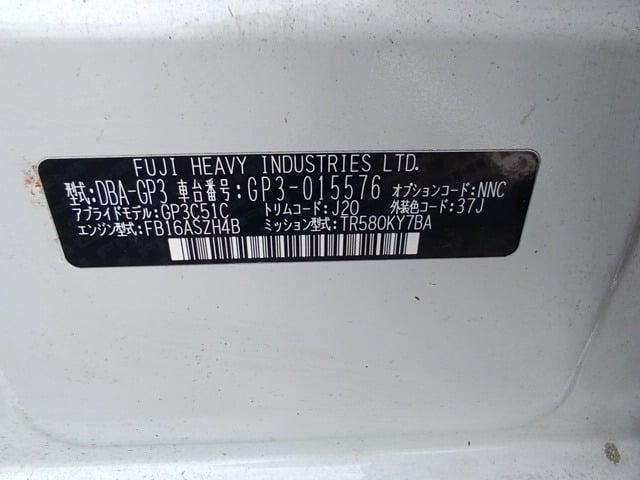 FUJI HEAVY INDUSTRIES LTD.
型式: DBA-GP3 車台番号: GP3-015576 オプションコード: NNC
アプライドモデル: GP3C51C トリムコード: J20 外装色コード: 37J
エンジン型式: FB16ASZH4B ミッション型式: TR580KY7BA